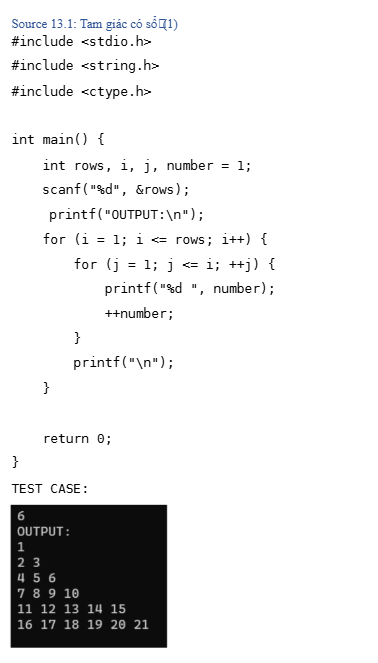 Source 13.1: Tam giác có số (1)
#include <stdio.h>
#include <string.h>
#include <ctype.h>
int main() {
    int rows, i, j, number = 1;
    scanf("%d", &rows);
     printf("OUTPUT:\n");
    for (i = 1; i <= rows; i++) {
        for (j = 1; j <= i; ++j) {
            printf("%d ", number);
            ++number;
        }
        printf("\n");
    }
    return 0;
}
TEST CASE:
6
OUTPUT:
1
2 3
4 5 6
7 8 9 10
11 12 13 14 15
16 17 18 19 20 21